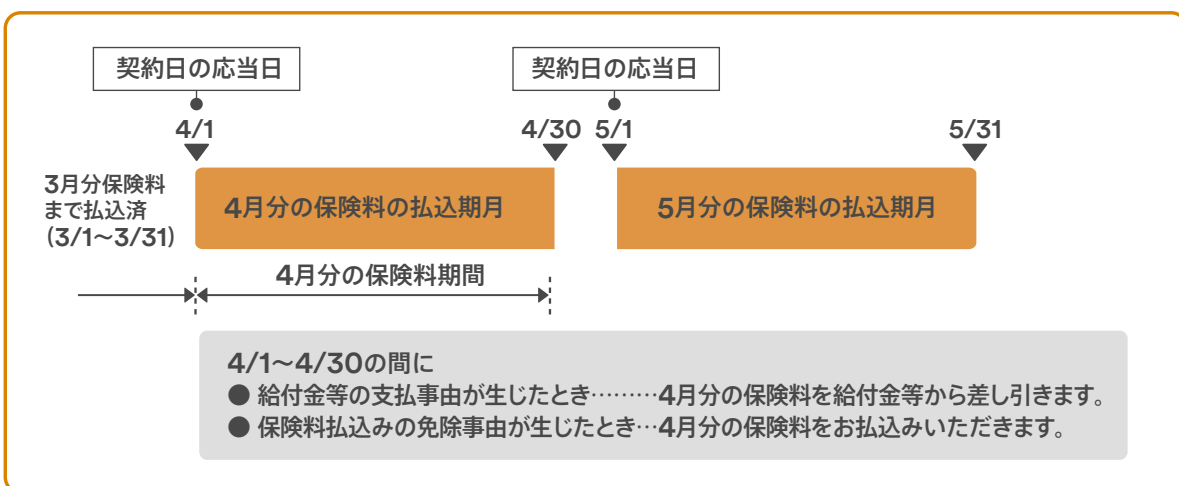 契約日の応当日
契約日の応当日
4/1
4/30
5/1
5/31
3月分保険料
まで払込済
(3/1～3/31)
4月分の保険料の払込期月
5月分の保険料の払込期月
4月分の保険料期間
4/1～4/30の間に
● 給付金等の支払事由が生じたとき………4月分の保険料を給付金等から差し引きます。
● 保険料払込みの免除事由が生じたとき…4月分の保険料をお払込みいただきます。